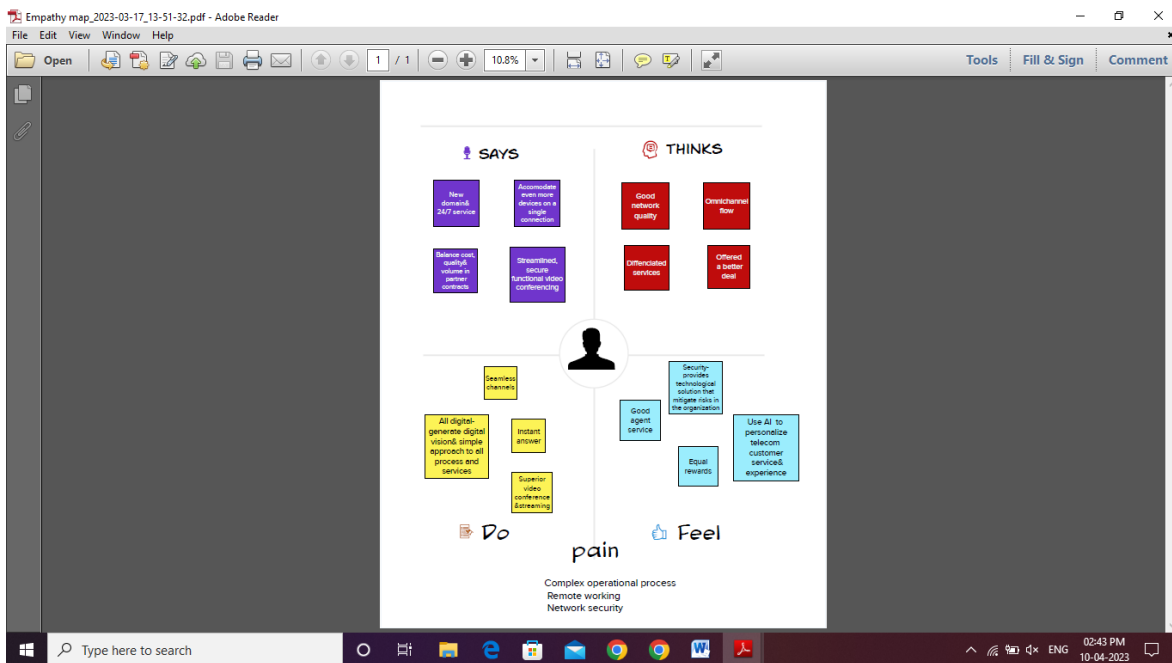 Empathy map_2023-03-17_13-51-32.pdf - Adobe Reader
File Edit View Window Help
Open
1 / 1
10.8%
Tools
Fill & Sign
Comment
SAYS
New
domain&
24/7 service
Accomodate
even more
devices on a
single
connection
Balance cost,
quality&
volume in
partner
contracts
Streamlined,
secure
functional video
conferencing
THINKS
Good
network
quality
Omnichannel
flow
Diffenciated
services
Offered
a better
deal
Seamless
channels
All digital-
generate digital
vision& simple
approach to all
process and
services
Instant
answer
Superior
video
conference
&streaming
Do
Security-
provides
technological
solution that
mitigate risks in
the organization
Good
agent
service
Use AI to
personalize
telecom
customer
service&
experience
Equal
rewards
Feel
pain
Complex operational process
Remote working
Network security
Type here to search
ENG
02:43 PM
10-04-2023